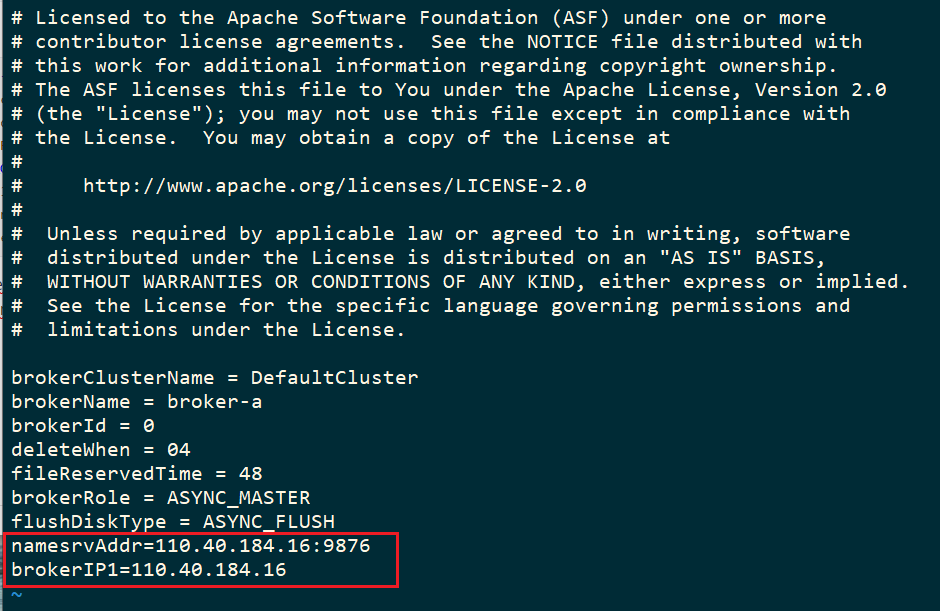 # Licensed to the Apache Software Foundation (ASF) under one or more
# contributor license agreements.  See the NOTICE file distributed with
# this work for additional information regarding copyright ownership.
# The ASF licenses this file to You under the Apache License, Version 2.0
# (the "License"); you may not use this file except in compliance with
# the License.  You may obtain a copy of the License at
#
#     http://www.apache.org/licenses/LICENSE-2.0
#
#  Unless required by applicable law or agreed to in writing, software
#  distributed under the License is distributed on an "AS IS" BASIS,
#  WITHOUT WARRANTIES OR CONDITIONS OF ANY KIND, either express or implied.
#  See the License for the specific language governing permissions and
#  limitations under the License.

brokerClusterName = DefaultCluster
brokerName = broker-a
brokerId = 0
deleteWhen = 04
fileReservedTime = 48
brokerRole = ASYNC_MASTER
flushDiskType = ASYNC_FLUSH
namesrvAddr=110.40.184.16:9876
brokerIP1=110.40.184.16
~